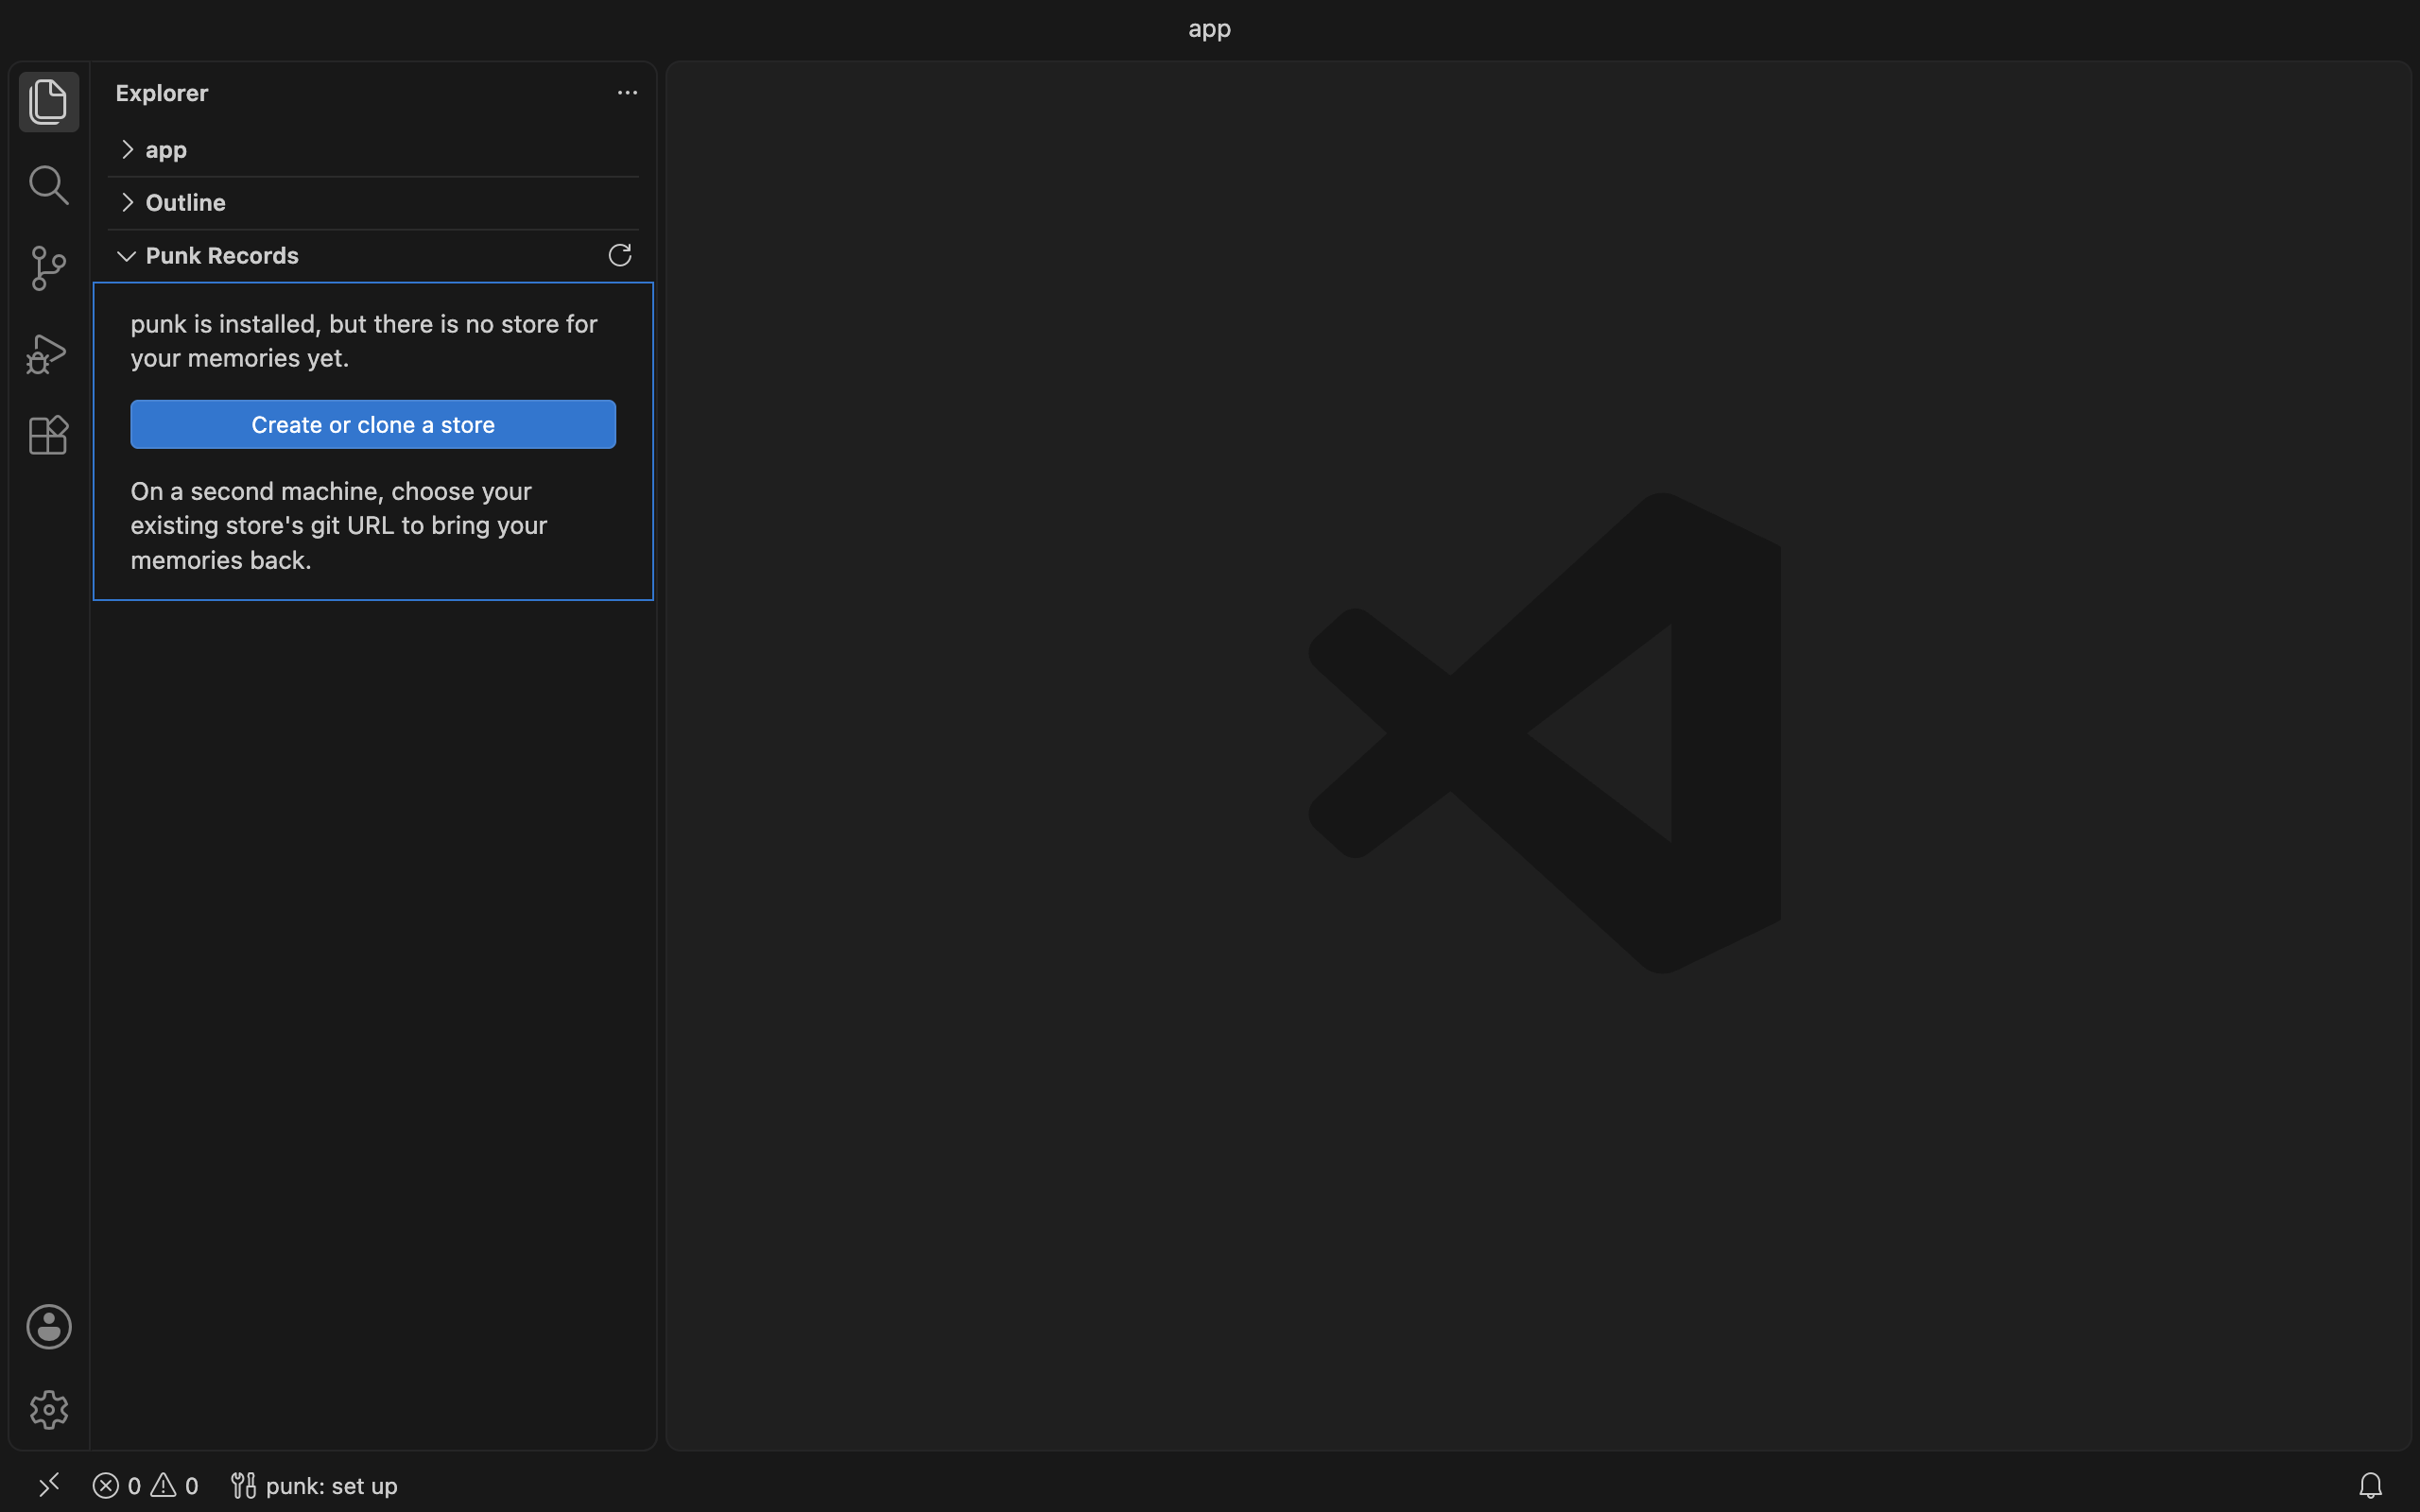 app
Explorer
app
Outline
Punk Records
punk is installed, but there is no store for
your memories yet.
Create or clone a store
On a second machine, choose your
existing store's git URL to bring your
memories back.
0 0 punk: set up